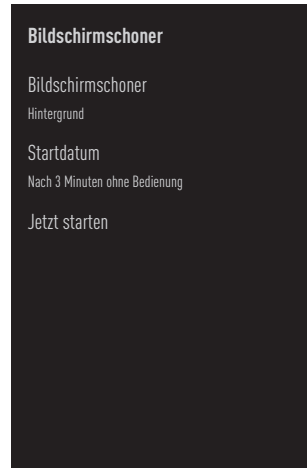 Bildschirmschoner
Bildschirmschoner
Hintergrund
Startdatum
Nach 3 Minuten ohne Bedienung
Jetzt starten